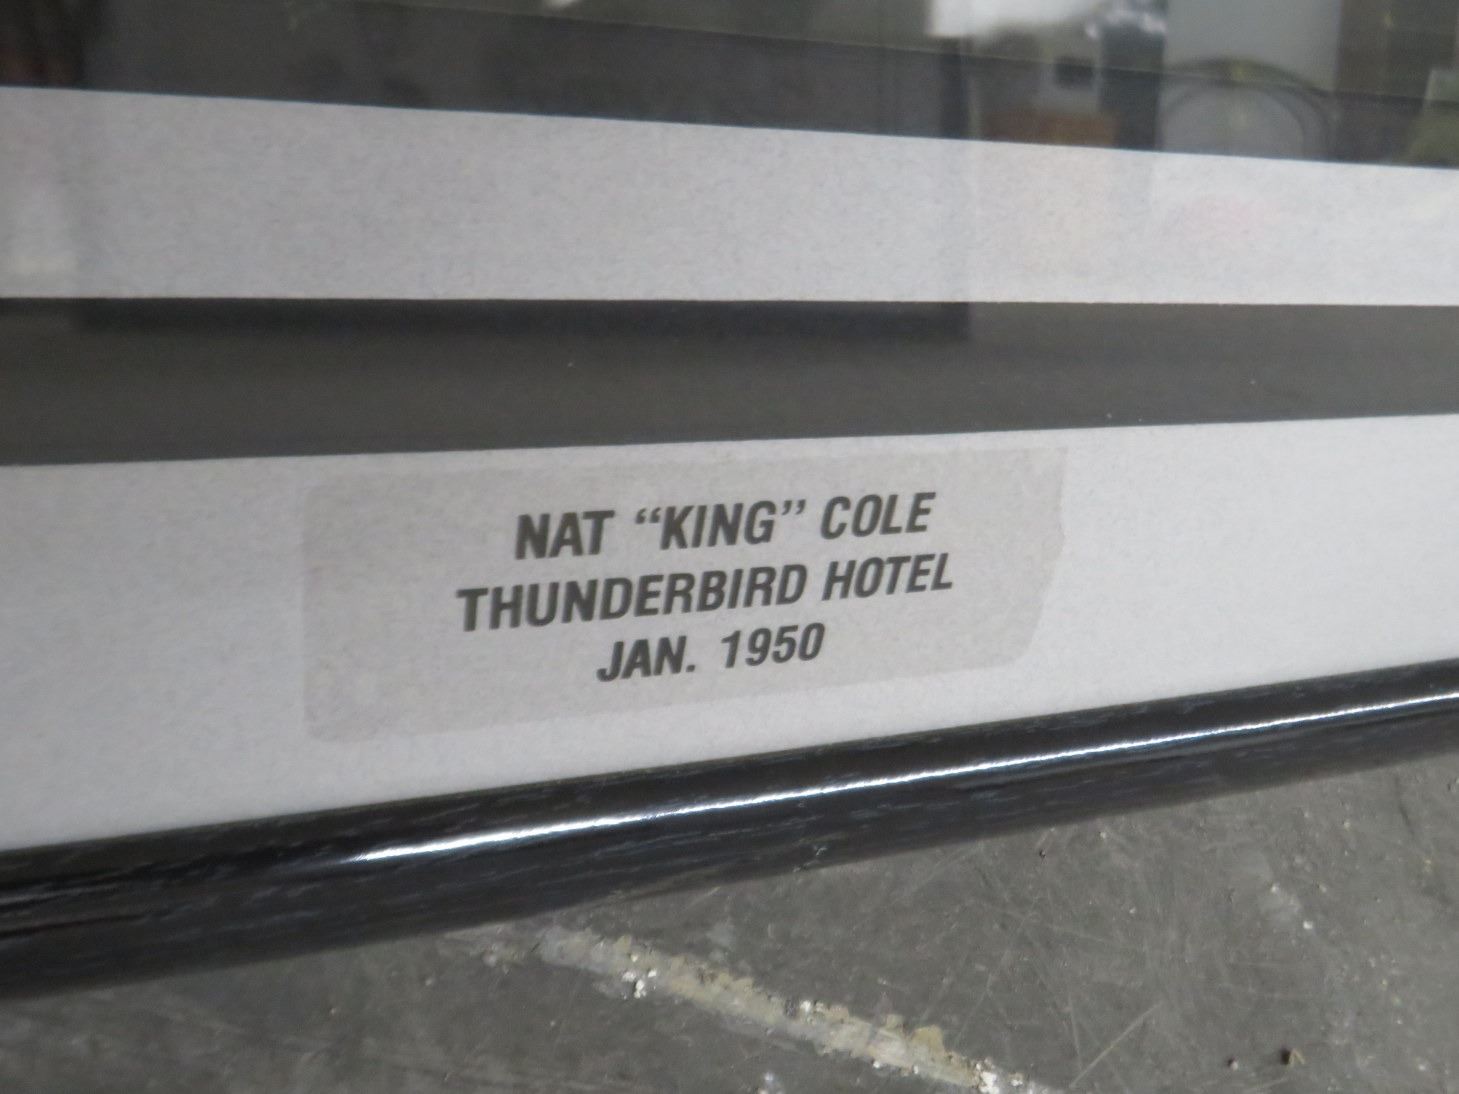 NAT “KING” COLE
THUNDERBIRD HOTEL
JAN. 1950